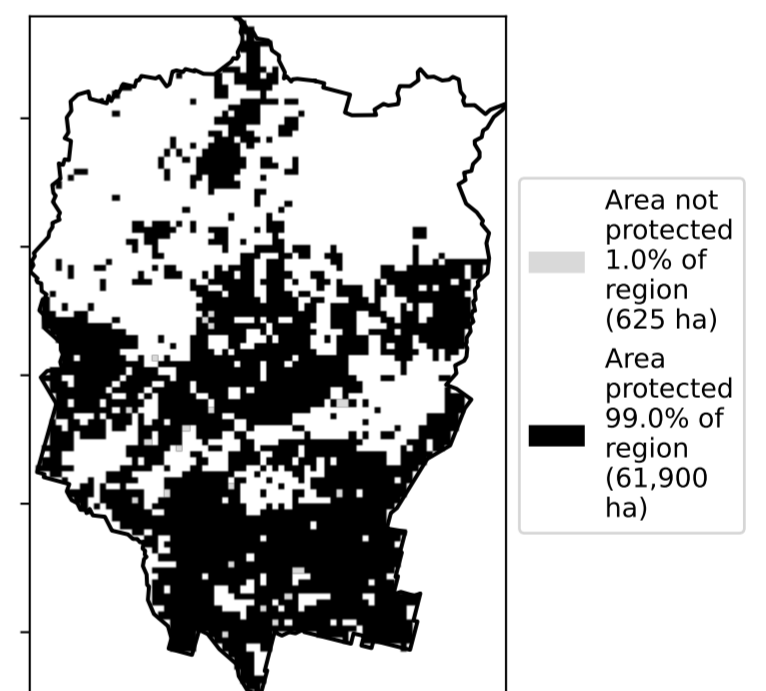 Area not
protected
1.0% of
region
(625 ha)
Area
protected
99.0% of
region
(61,900
ha)